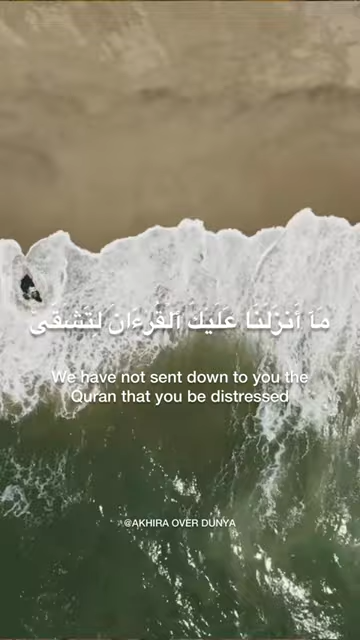 مَآ أَنزَلْنَا عَلَيْكَ ٱلْقُرْءَانَ لِتَشْقَىٰٓ
We have not sent down to you the
Quran that you be distressed
@AKHIRA OVER DUNYA